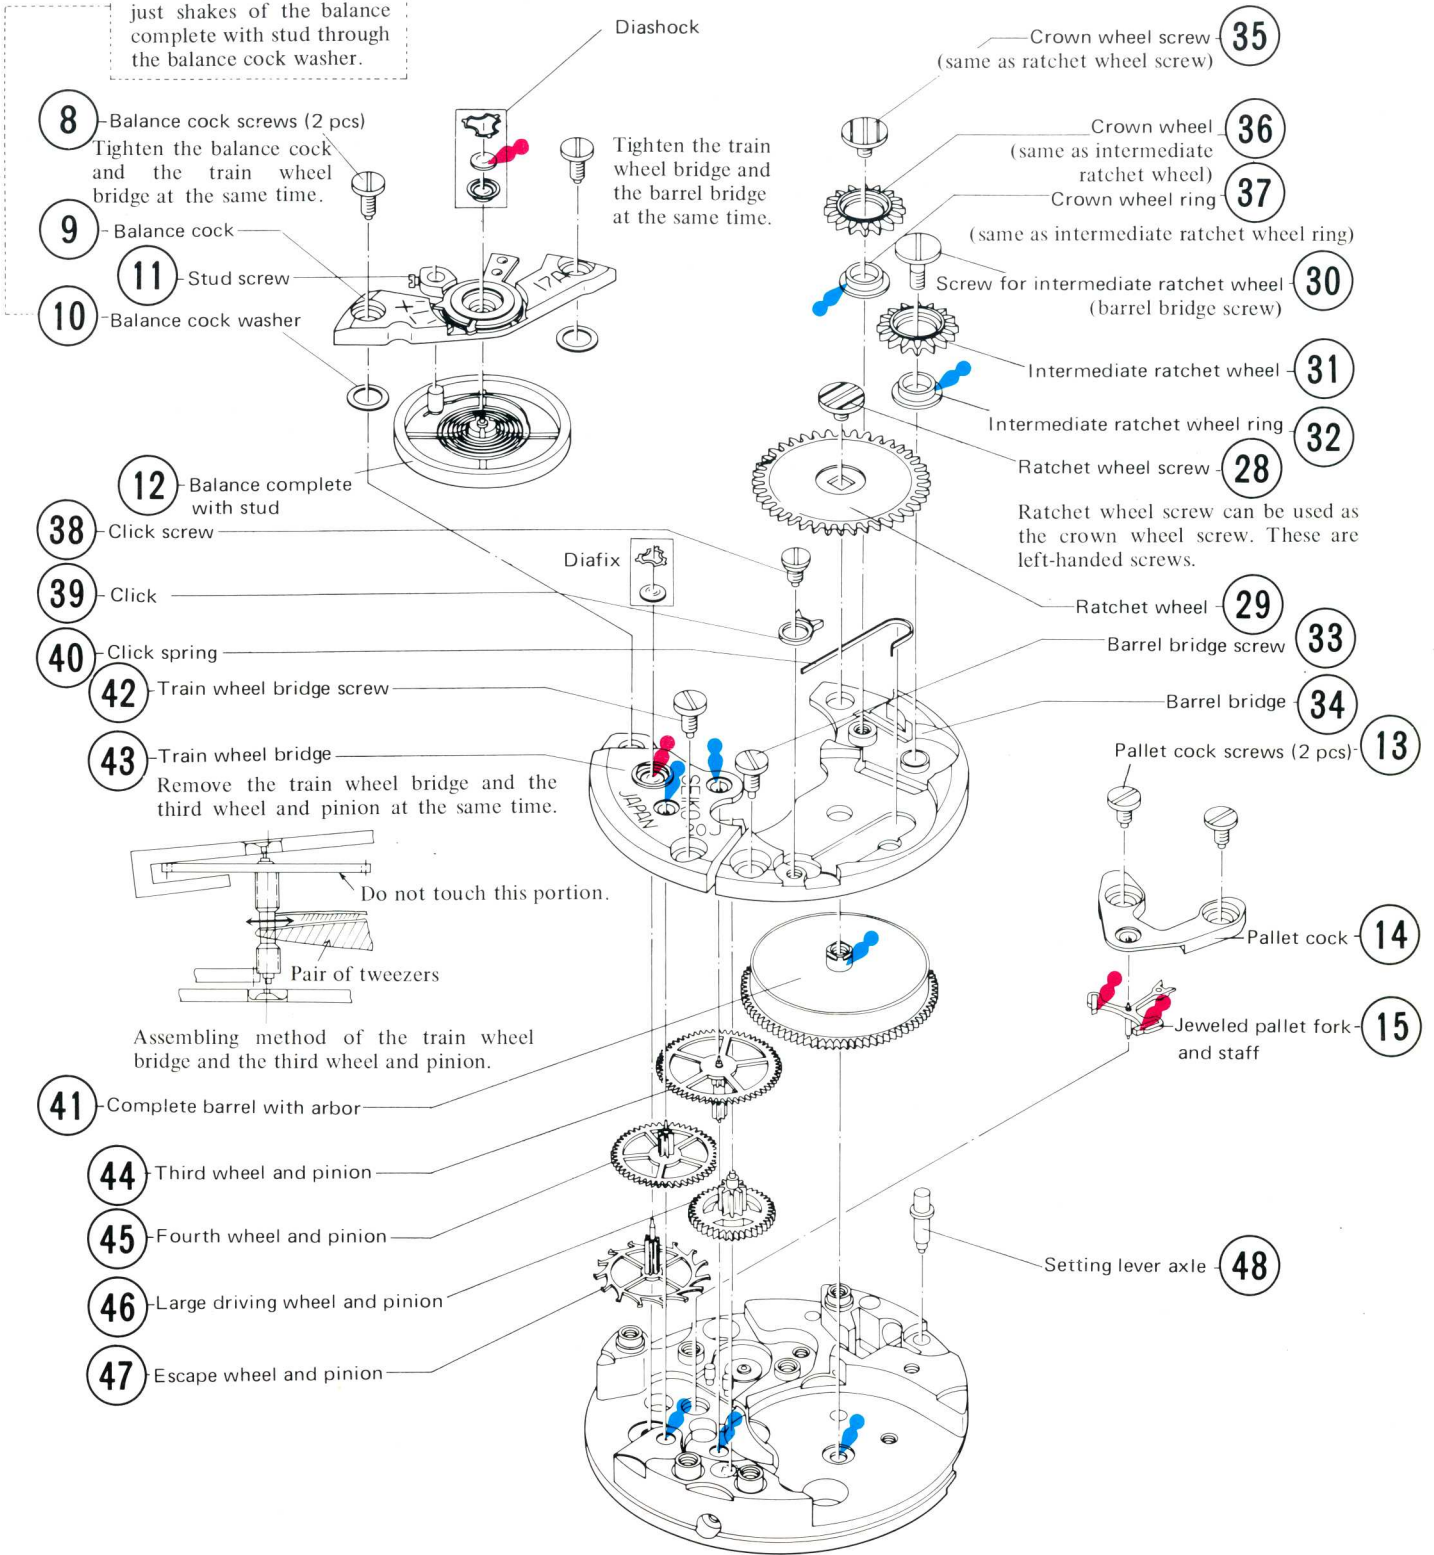 just shakes of the balance
complete with stud through
the balance cock washer.
Diashock
8 Balance cock screws (2 pcs)
Tighten the balance cock
and the train wheel
bridge at the same time.
9 Balance cock
11 Stud screw
10 Balance cock washer
Tighten the train
wheel bridge and
the barrel bridge
at the same time.
17A
12 Balance complete
with stud
35 Crown wheel screw
(same as ratchet wheel screw)
36 Crown wheel
(same as intermediate
ratchet wheel)
37 Crown wheel ring
(same as intermediate ratchet wheel ring)
30 Screw for intermediate ratchet wheel
(barrel bridge screw)
31 Intermediate ratchet wheel
32 Intermediate ratchet wheel ring
28 Ratchet wheel screw
Ratchet wheel screw can be used as
the crown wheel screw. These are
left-handed screws.
29 Ratchet wheel
38 Click screw
39 Click
Diafix
40 Click spring
42 Train wheel bridge screw
43 Train wheel bridge
Remove the train wheel bridge and the
third wheel and pinion at the same time.
SEIKO
JAPAN
33 Barrel bridge screw
34 Barrel bridge
13 Pallet cock screws (2 pcs)
14 Pallet cock
15 Jeweled pallet fork
and staff
Do not touch this portion.
Pair of tweezers
Assembling method of the train wheel
bridge and the third wheel and pinion.
41 Complete barrel with arbor
44 Third wheel and pinion
45 Fourth wheel and pinion
46 Large driving wheel and pinion
47 Escape wheel and pinion
48 Setting lever axle